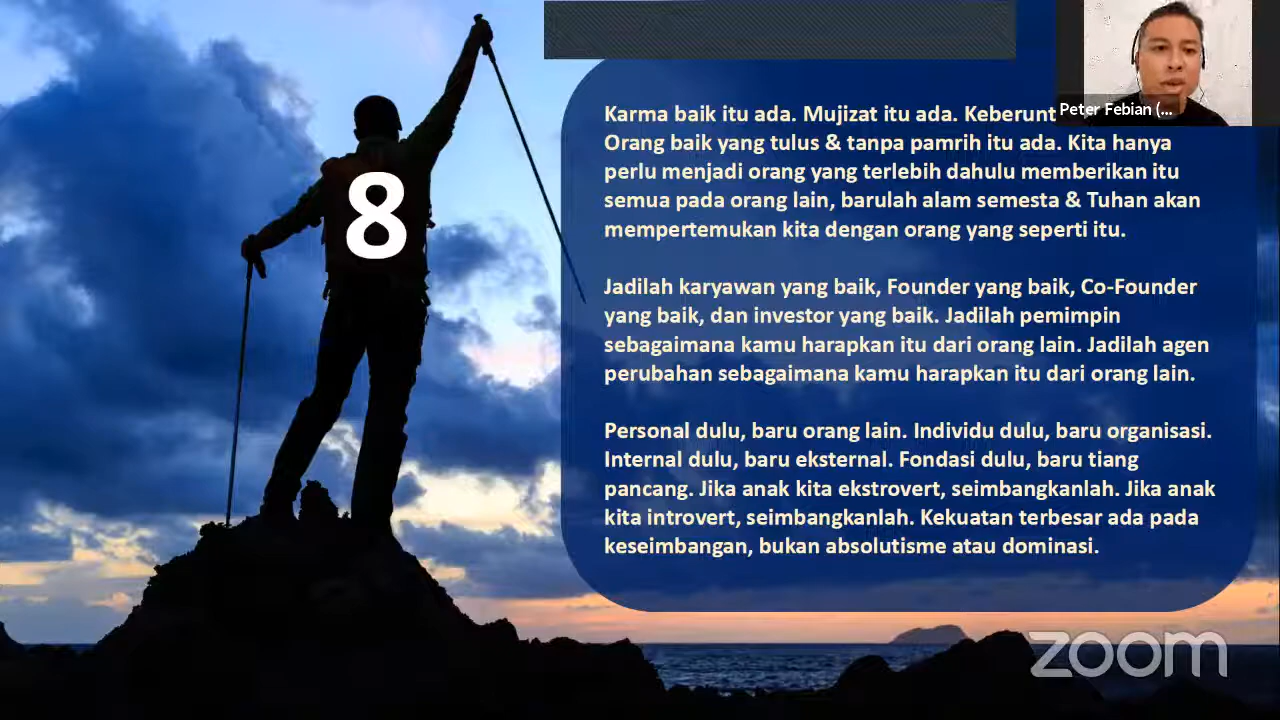 8
Karma baik itu ada. Mujizat itu ada.
Peter Febian (...
Orang baik yang tulus & tanpa pamrih itu ada. Kita hanya
perlu menjadi orang yang terlebih dahulu memberikan itu
semua pada orang lain, barulah alam semesta & Tuhan akan
mempertemukan kita dengan orang yang seperti itu.
Jadilah karyawan yang baik, Founder yang baik, Co-Founder
yang baik, dan investor yang baik. Jadilah pemimpin
sebagaimana kamu harapkan itu dari orang lain. Jadilah agen
perubahan sebagaimana kamu harapkan itu dari orang lain.
Personal dulu, baru orang lain. Individu dulu, baru organisasi.
Internal dulu, baru eksternal. Fondasi dulu, baru tiang
pancang. Jika anak kita ekstrovert, seimbangkanlah. Jika anak
kita introvert, seimbangkanlah. Kekuatan terbesar ada pada
keseimbangan, bukan absolutisme atau dominasi.
zoom